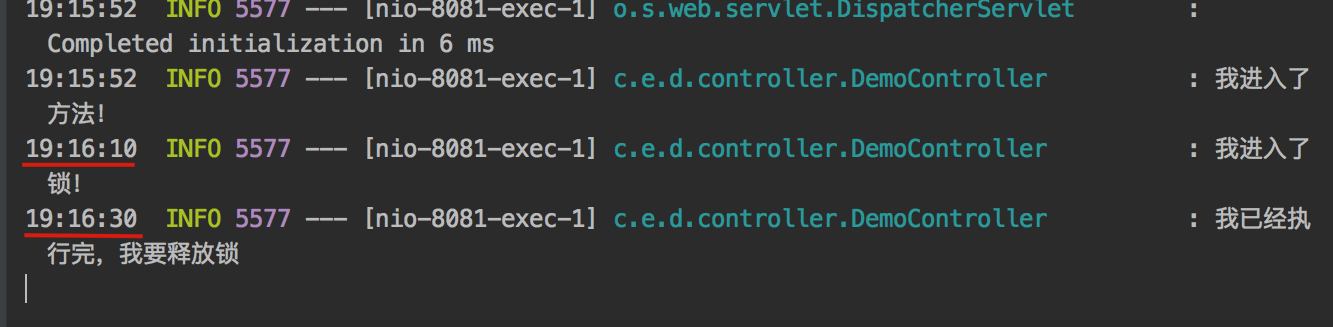 19:15:52  INFO 5577 --- [nio-8081-exec-1] o.s.web.servlet.DispatcherServlet        :
Completed initialization in 6 ms
19:15:52  INFO 5577 --- [nio-8081-exec-1] c.e.d.controller.DemoController          : 我进入了
方法!
19:16:10  INFO 5577 --- [nio-8081-exec-1] c.e.d.controller.DemoController          : 我进入了
锁!
19:16:30  INFO 5577 --- [nio-8081-exec-1] c.e.d.controller.DemoController          : 我已经执
行完，我要释放锁